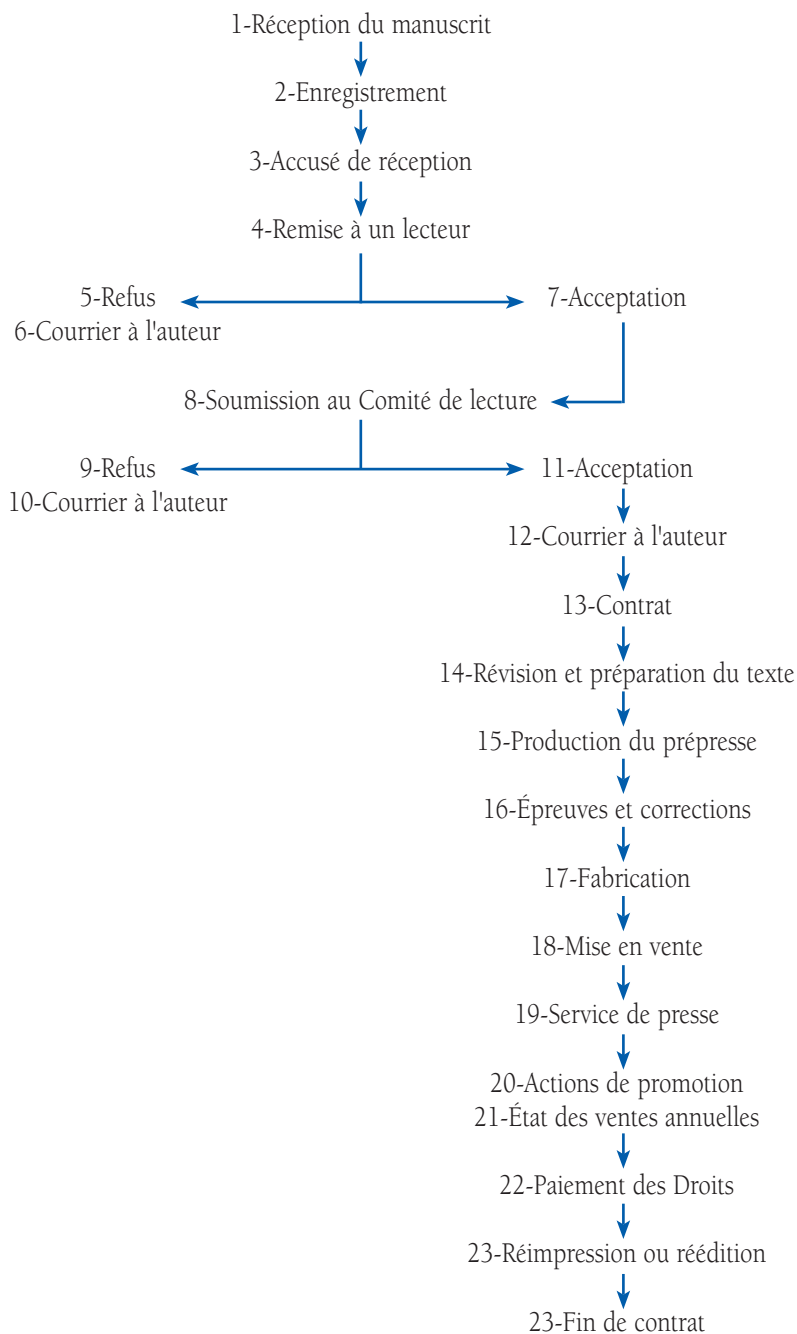 1-Réception du manuscrit
2-Enregistrement
3-Accusé de réception
4-Remise à un lecteur
5-Refus
6-Courrier à l'auteur
7-Acceptation
8-Soumission au Comité de lecture
9-Refus
10-Courrier à l'auteur
11-Acceptation
12-Courrier à l'auteur
13-Contrat
14-Révision et préparation du texte
15-Production du prépresse
16-Épreuves et corrections
17-Fabrication
18-Mise en vente
19-Service de presse
20-Actions de promotion
21-État des ventes annuelles
22-Paiement des Droits
23-Réimpression ou réédition
23-Fin de contrat